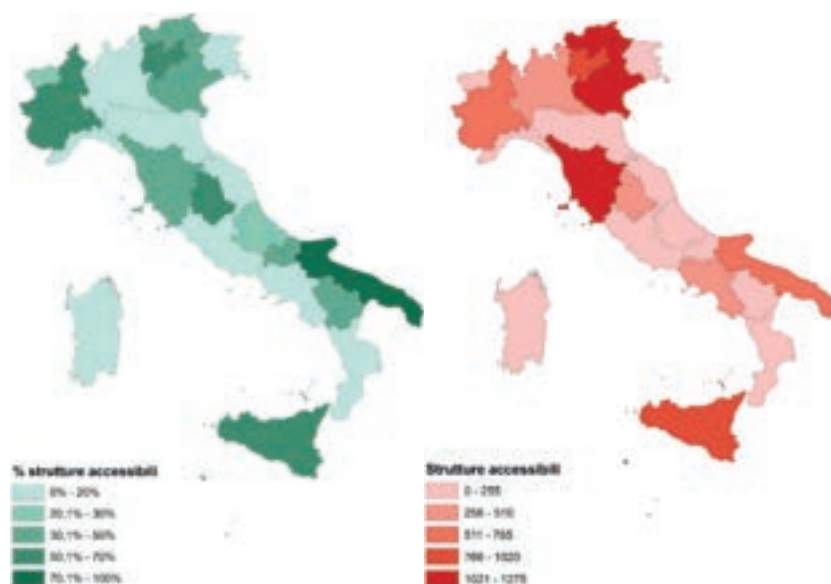 % strutture accessibili
0% - 20%
20,1% - 30%
30,1% - 50%
50,1% - 70%
70,1% - 100%
Strutture accessibili
0 - 255
256 - 510
511 - 765
766 - 1020
1021 - 1275